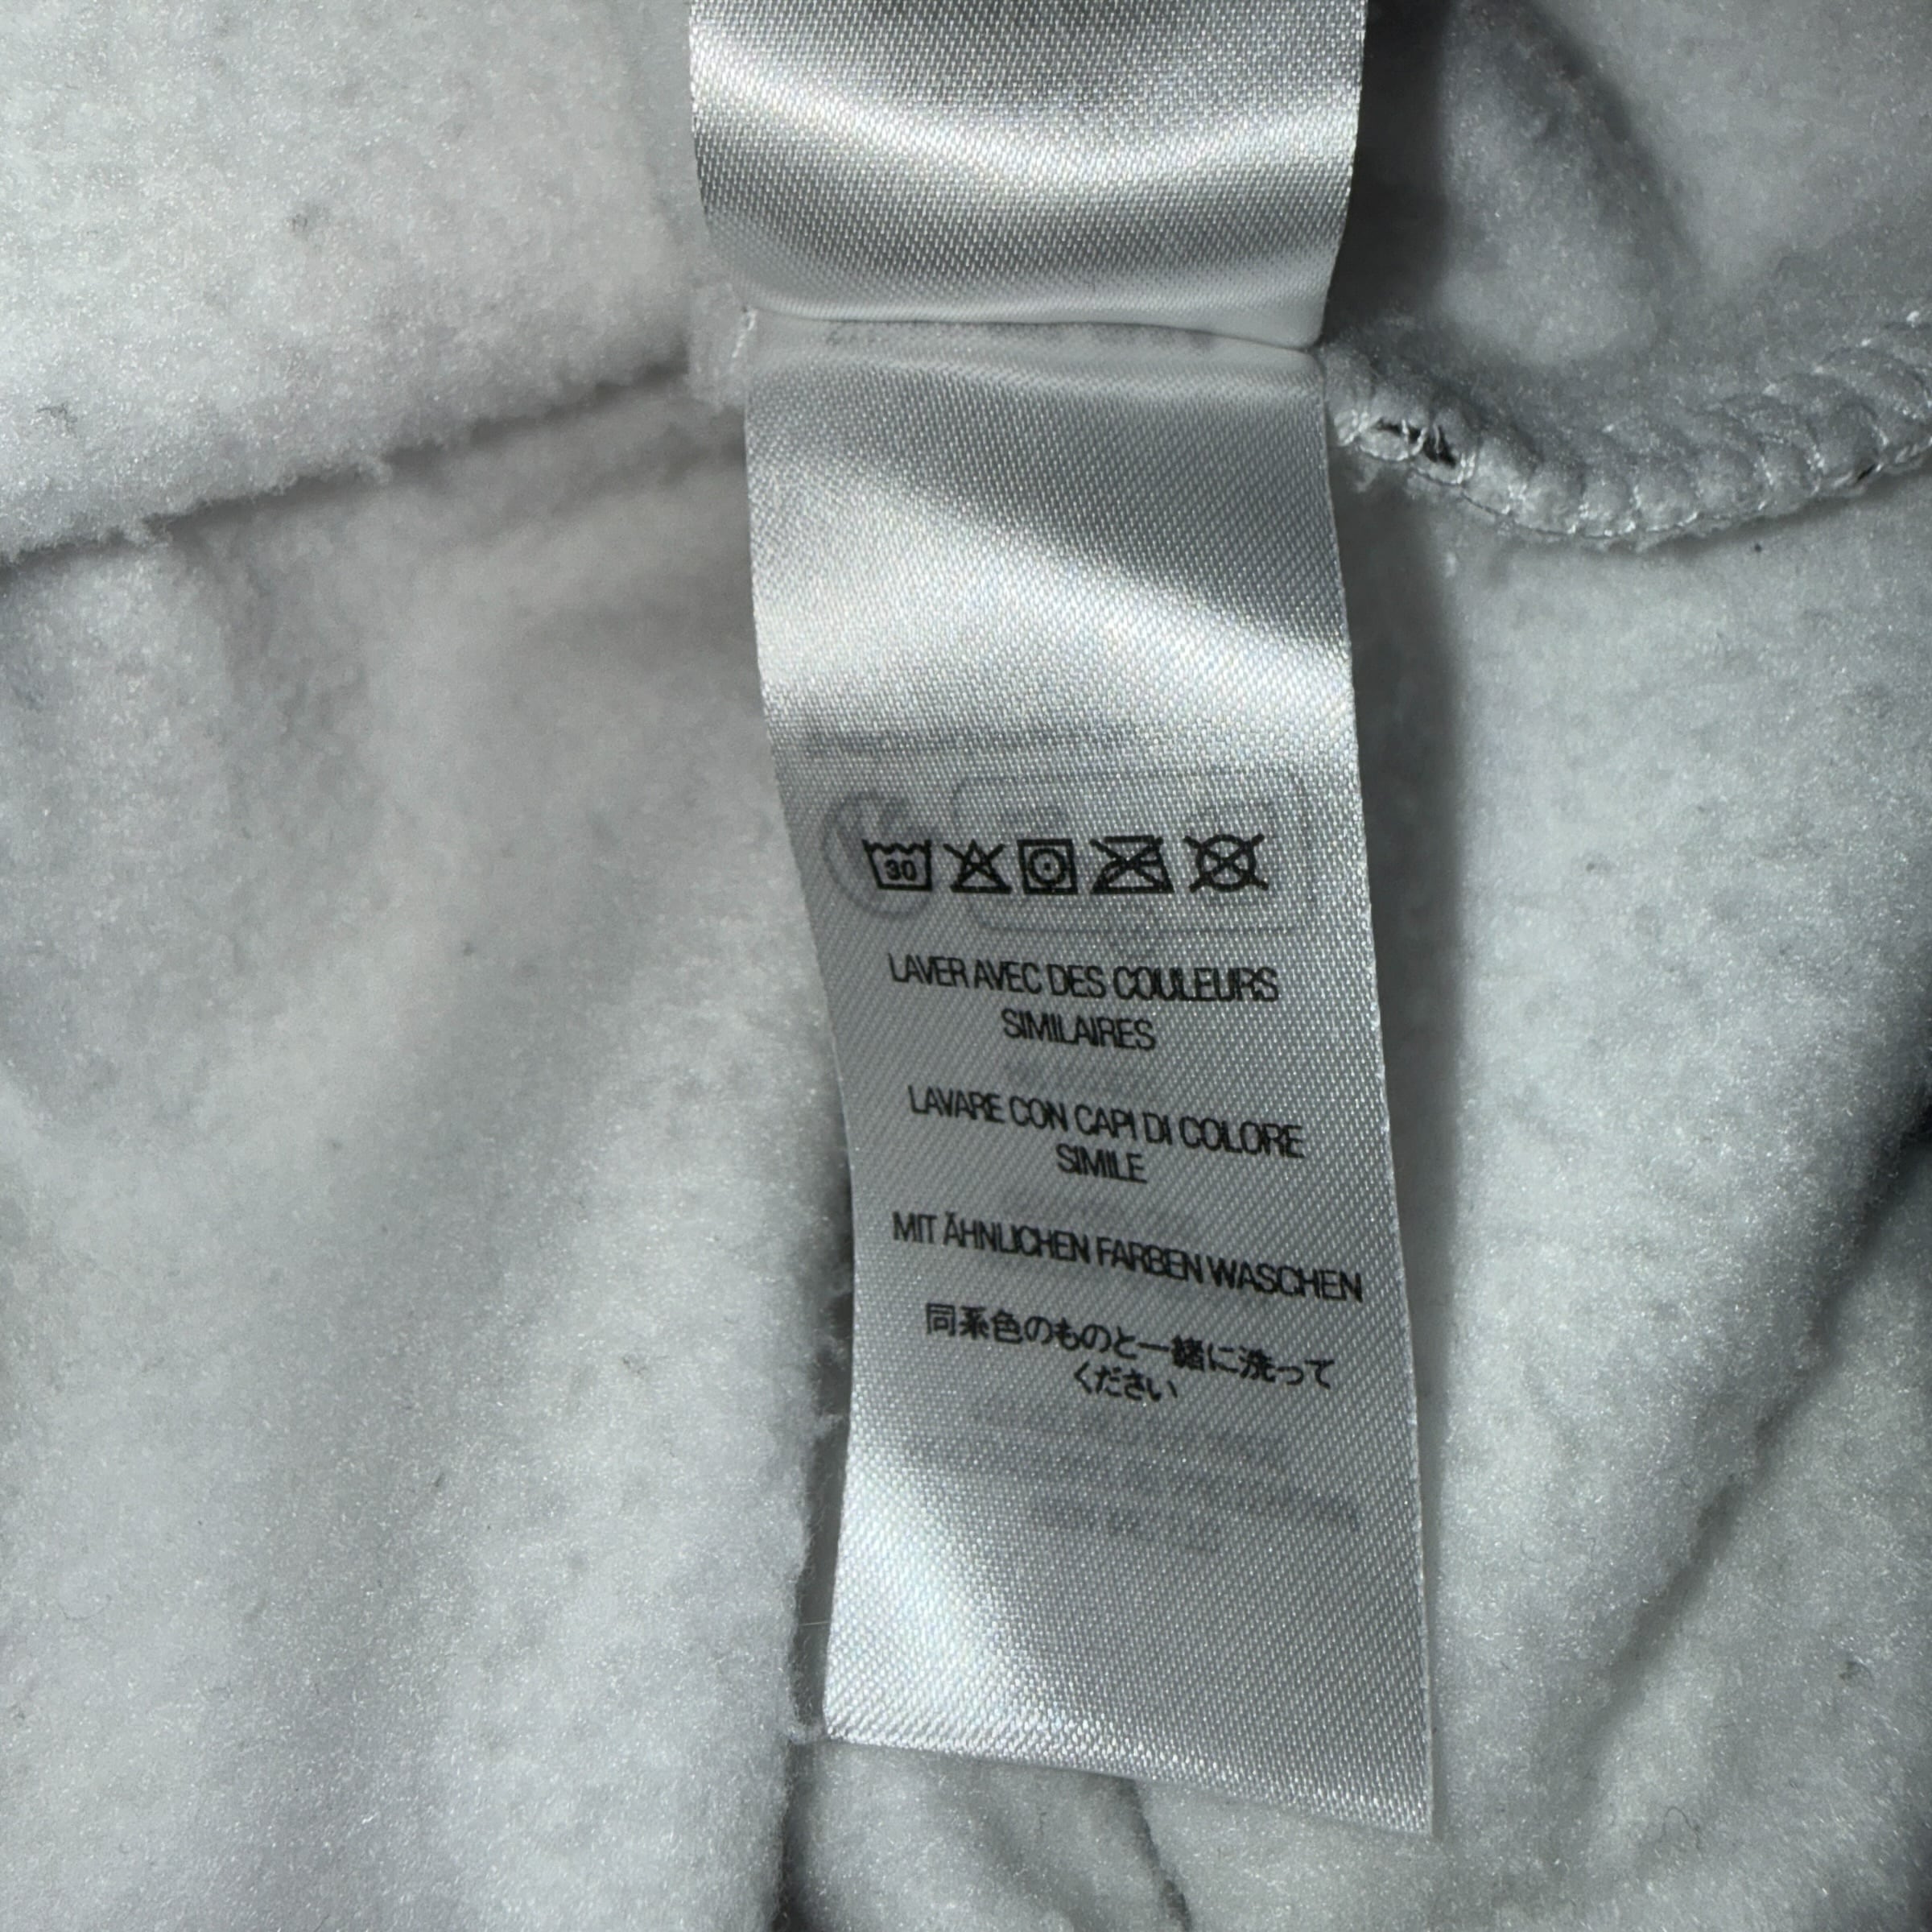 30
LAVER AVEC DES COULEURS
SIMILAIRES
LAVARE CON CAPI DI COLORE
SIMILE
MIT ÄHNLICHEN FARBEN WASCHEN
同系色のものと一緒に洗って
ください